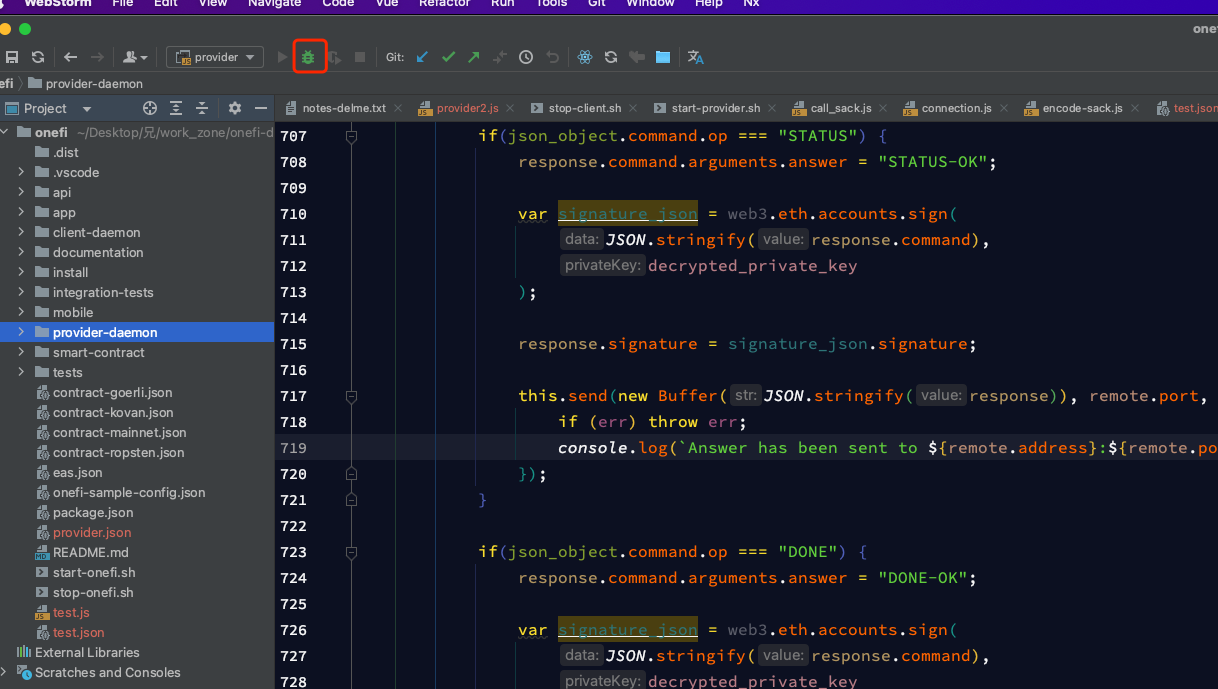 WebStorm File Edit View Navigate Code Vue Refactor Run Tools Git Window Help Nx
onef
provider Git:
efi provider-daemon
Project notes-delme.txt provider2.js stop-client.sh start-provider.sh call_sack.js connection.js encode-sack.js test.json
onefi ~/Desktop/兄/work_zone/onefi-d
.dist
.vscode
api
app
client-daemon
documentation
install
integration-tests
mobile
provider-daemon
smart-contract
tests
contract-goerli.json
contract-kovan.json
contract-mainnet.json
contract-ropsten.json
eas.json
onefi-sample-config.json
package.json
provider.json
README.md
start-onefi.sh
stop-onefi.sh
test.js
test.json
External Libraries
Scratches and Consoles
707 if(json_object.command.op === "STATUS") {
708 response.command.arguments.answer = "STATUS-OK";
709
710 var signature_json = web3.eth.accounts.sign(
711 data: JSON.stringify( value: response.command),
712 privateKey: decrypted_private_key
713 );
714
715 response.signature = signature_json.signature;
716
717 this.send(new Buffer( str: JSON.stringify( value: response)), remote.port,
718 if (err) throw err;
719 console.log(`Answer has been sent to ${remote.address}:${remote.po
720 });
721 }
722
723 if(json_object.command.op === "DONE") {
724 response.command.arguments.answer = "DONE-OK";
725
726 var signature_json = web3.eth.accounts.sign(
727 data: JSON.stringify( value: response.command),
728 privateKey: decrypted_private_key